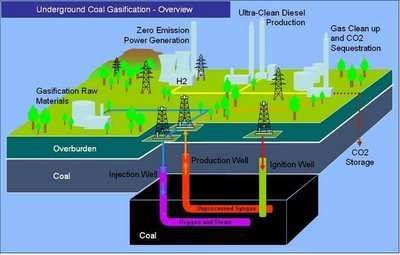 Underground Coal Gasification - Overview
Zero Emission
Power Generation
Ultra-Clean Diesel
Production
Gas Clean up
and CO2
Sequestration
H2
Gasification Raw
Materials
Overburden
Coal
Injection Well
Production Well
Ignition Well
CO2
Storage
Unprocessed Syngas
Oxygen and Steam
Coal